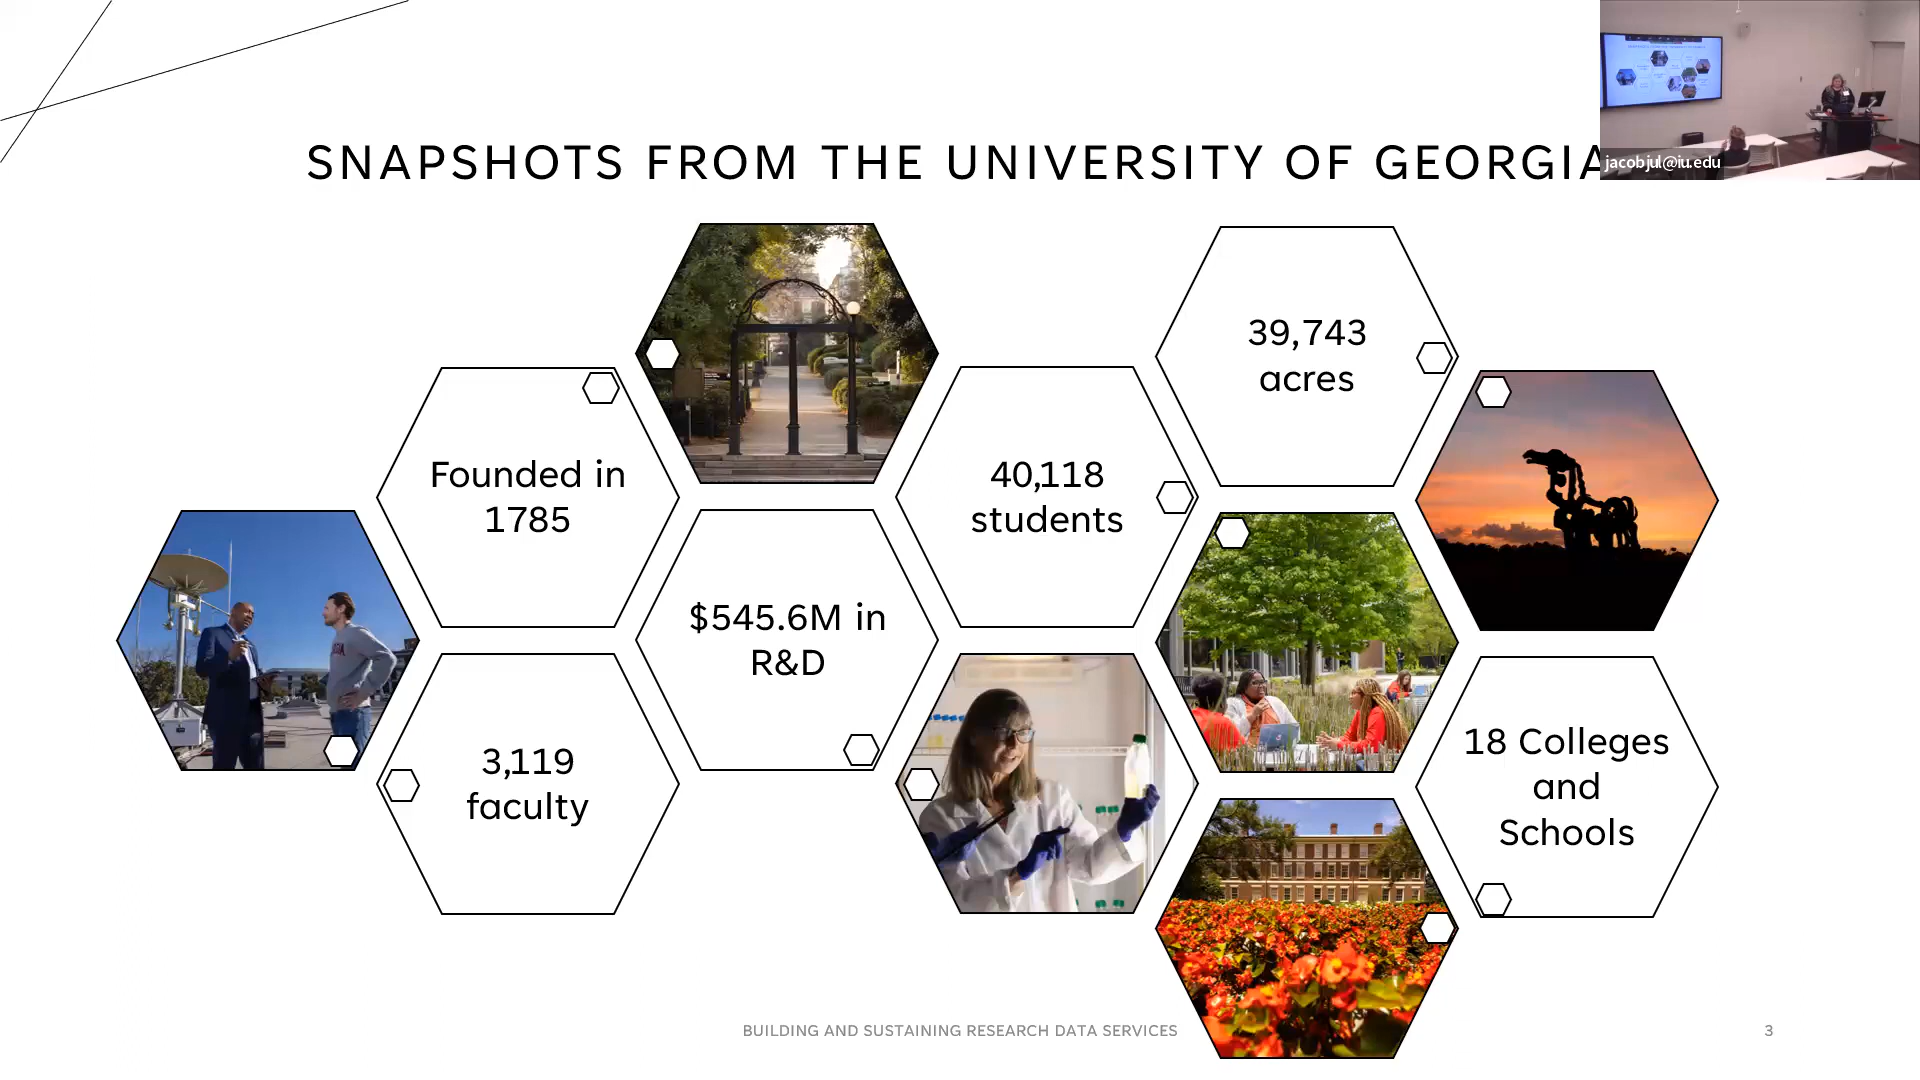 SNAPSHOTS FROM THE UNIVERSITY OF GEORGIA
jacobjul@iu.edu
39,743
acres
Founded in
1785
40,118
students
$545.6M in
R&D
3,119
faculty
18 Colleges
and
Schools
BUILDING AND SUSTAINING RESEARCH DATA SERVICES
3